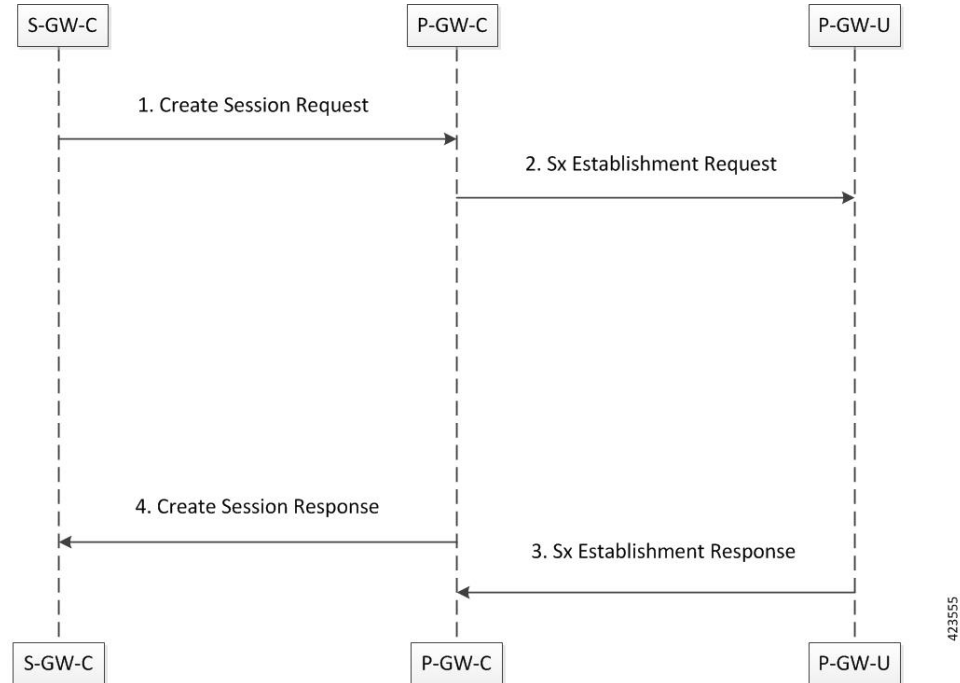 S-GW-C
P-GW-C
P-GW-U
1. Create Session Request
2. Sx Establishment Request
4. Create Session Response
3. Sx Establishment Response
423555
S-GW-C
P-GW-C
P-GW-U